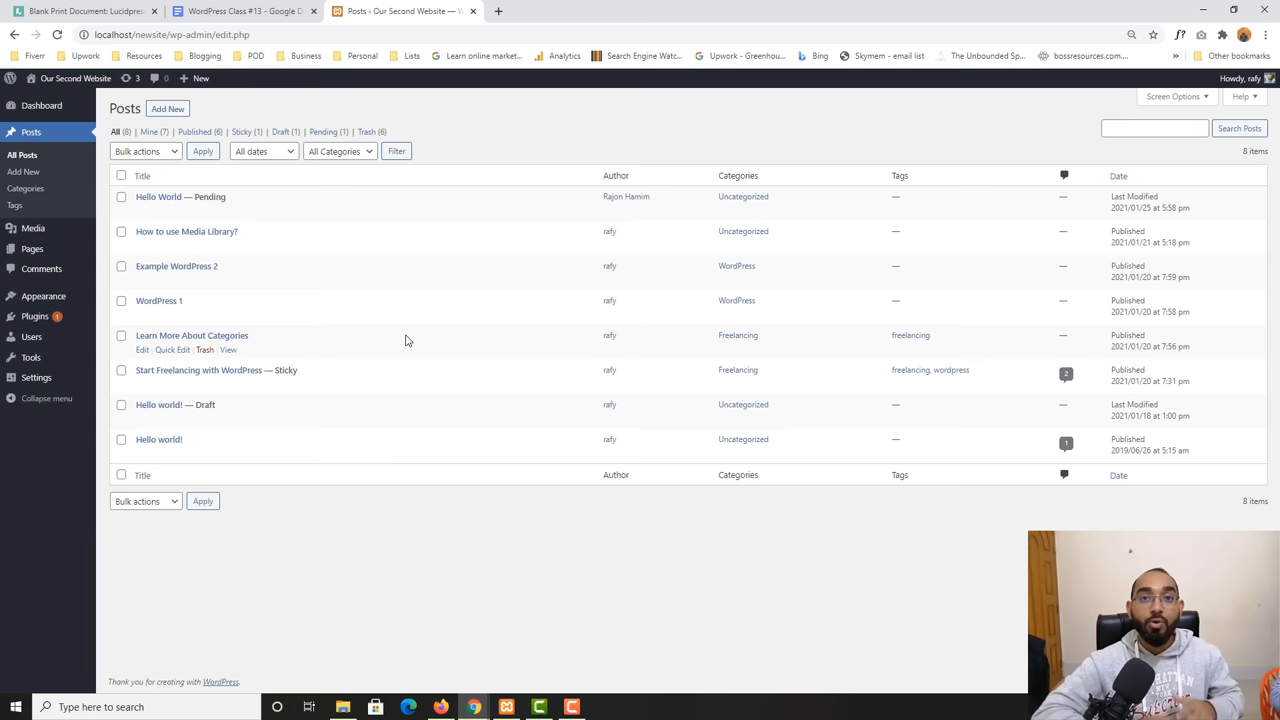 Blank Print Document: Lucidpres
WordPress Class #13 - Google D
Posts ‹ Our Second Website — W
localhost/newsite/wp-admin/edit.php
Fiverr
Upwork / Resources
Blogging
POD
Business
Personal
Lists
Learn online market...
Analytics
Search Engine Watc...
Upwork - Greenhou...
Bing
Skymem - email list
The Unbounded Sp...
bossresources.com...
»
Other bookmarks
Our Second Website
3
0
New
Howdy, rafy
Dashboard
Posts
All Posts
Add New
Categories
Tags
Media
Pages
Comments
Appearance
Plugins 1
Users
Tools
Settings
Collapse menu
Screen Options
Help
Posts Add New
All (8) | Mine (7) | Published (6) | Sticky (1) | Draft (1) | Pending (1) | Trash (6)
Search Posts
Bulk actions Apply All dates All Categories Filter
8 items
Title Author Categories Tags Date
Hello World — Pending Rajon Hamim Uncategorized — — Last Modified
2021/01/25 at 5:58 pm
How to use Media Library? rafy Uncategorized — — Published
2021/01/21 at 5:18 pm
Example WordPress 2 rafy WordPress — — Published
2021/01/20 at 7:59 pm
WordPress 1 rafy WordPress — — Published
2021/01/20 at 7:58 pm
Learn More About Categories rafy Freelancing freelancing — Published
Edit | Quick Edit | Trash | View 2021/01/20 at 7:56 pm
Start Freelancing with WordPress — Sticky rafy Freelancing freelancing, wordpress 2 Published
2021/01/20 at 7:31 pm
Hello world! — Draft rafy Uncategorized — — Last Modified
2021/01/18 at 1:00 pm
Hello world! rafy Uncategorized — 1 Published
2019/06/26 at 5:15 am
Title Author Categories Tags Date
Bulk actions Apply
8 items
Thank you for creating with WordPress.
Type here to search